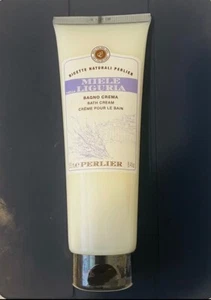 RICETTE NATURALI PERLIER
MIELE
LIGURIA
BAGNO CREMA
BATH CREAM
CRÈME POUR LE BAIN
PERLIER